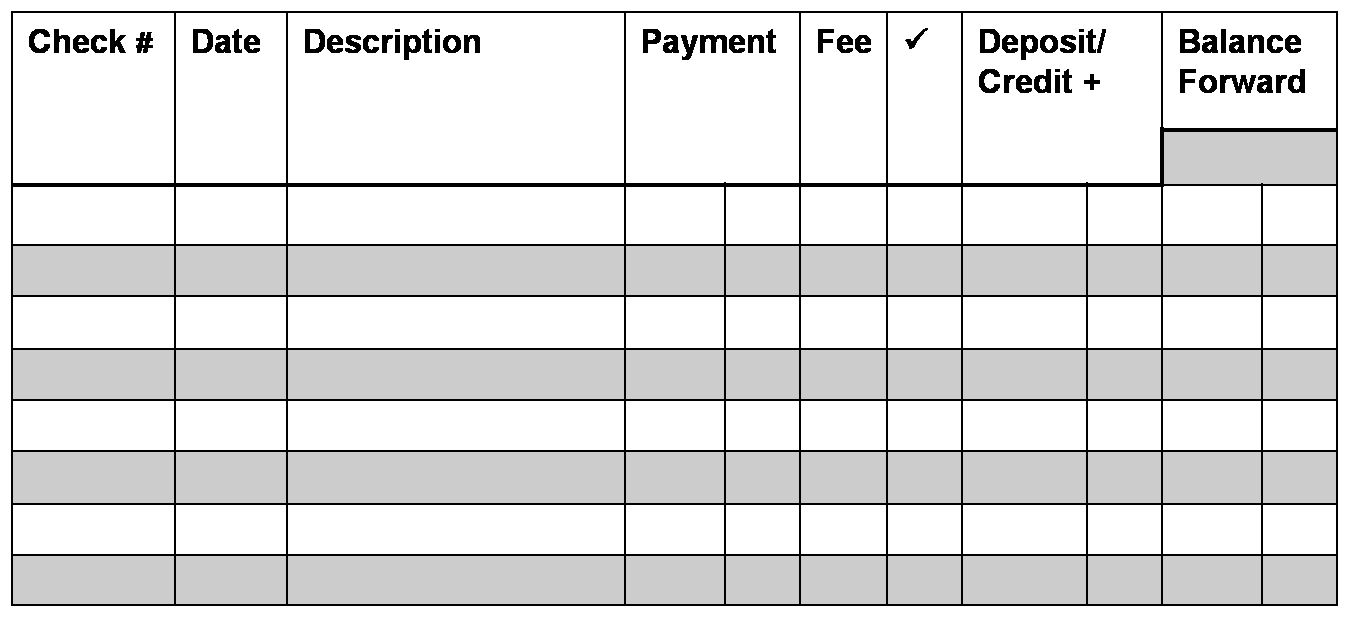 Check #
Date
Description
Payment
Fee
✓
Deposit/
Credit +
Balance
Forward